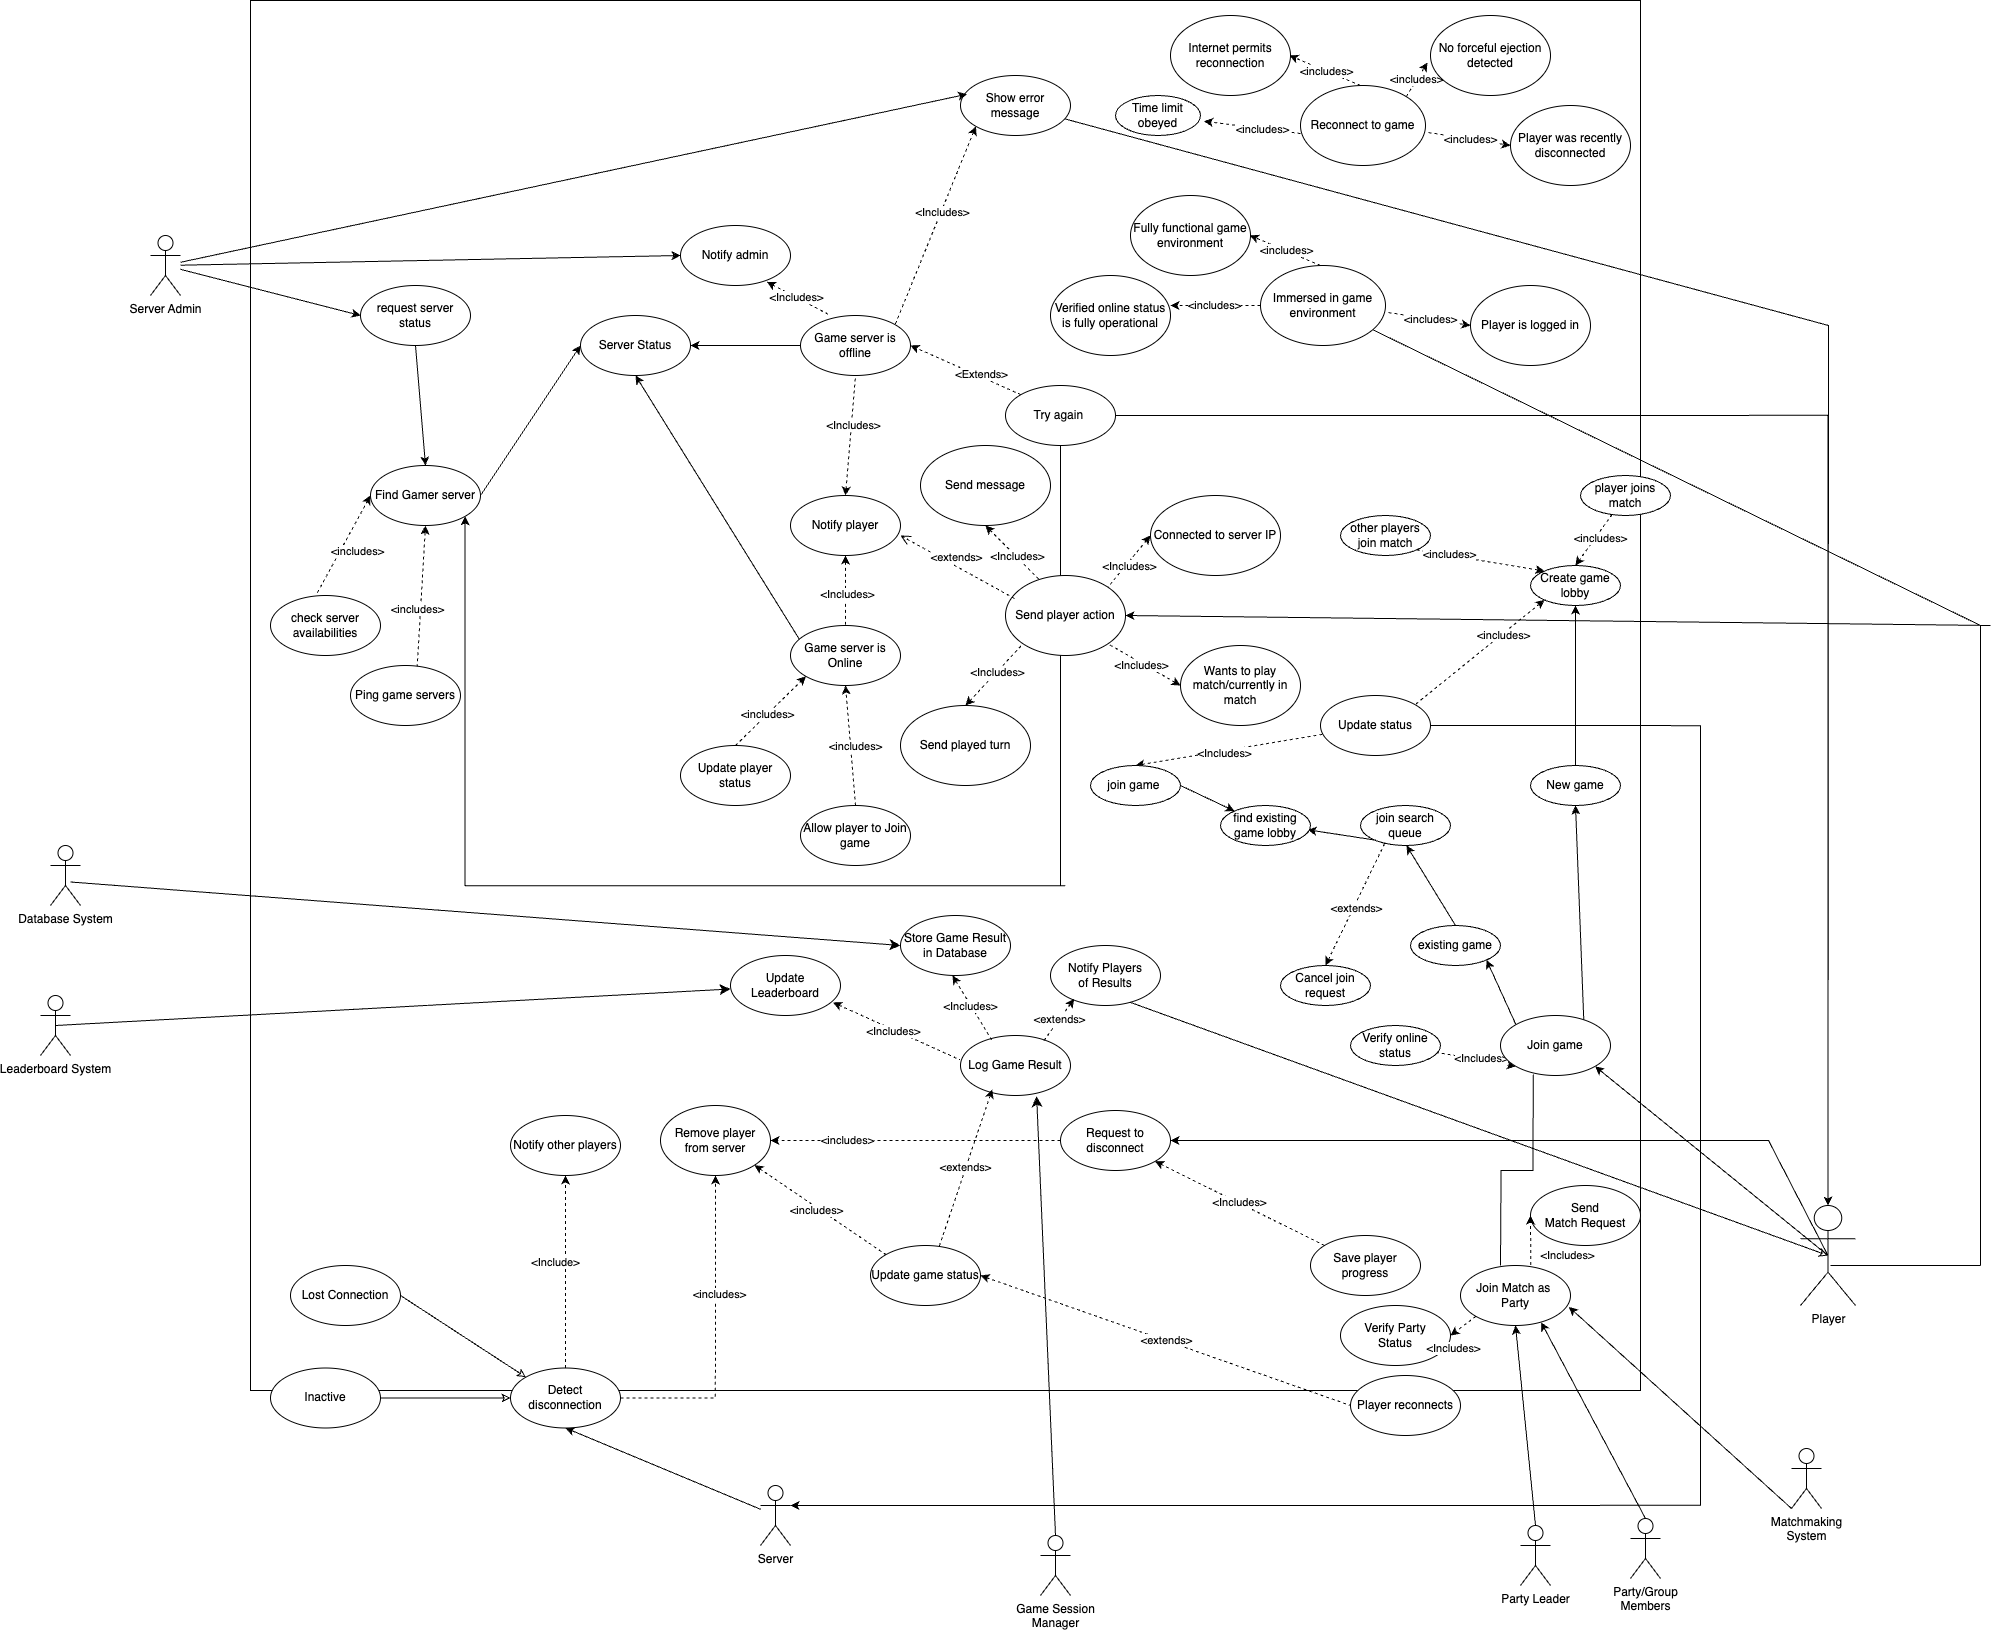 Internet permits
reconnection
No forceful ejection
detected
<includes>
<includes>
Show error
message
Time limit
obeyed
<includes>
Reconnect to game
<includes>
Player was recently
disconnected
<Includes>
Fully functional game
environment
<includes>
Notify admin
Server Admin
<Includes>
request server
status
Verified online status
is fully operational
<includes>
Immersed in game
environment
<includes>
Player is logged in
Server Status
Game server is
offline
<Extends>
Try again
<Includes>
Find Gamer server
Send message
player joins
match
Notify player
Connected to server IP
other players
join match
<includes>
<includes>
<includes>
<extends>
<Includes>
<Includes>
Create game
lobby
<Includes>
<includes>
check server
availabilities
Send player action
<includes>
Game server is
Online
<Includes>
<Includes>
Wants to play
match/currently in
match
Ping game servers
<includes>
Send played turn
Update status
<includes>
<Includes>
Update player
status
join game
New game
Allow player to Join
game
find existing
game lobby
join search
queue
<extends>
Database System
Store Game Result
in Database
existing game
Update
Leaderboard
Notify Players
of Results
Cancel join
request
<Includes>
<extends>
<Includes>
Leaderboard System
Log Game Result
Verify online
status
<Includes>
Join game
Notify other players
Remove player
from server
<includes>
Request to
disconnect
<extends>
<includes>
<Includes>
Send
Match Request
<Include>
<includes>
Update game status
Save player
progress
<Includes>
Lost Connection
Join Match as
Party
Player
<extends>
Verify Party
Status
<Includes>
Inactive
Detect
disconnection
Player reconnects
Server
Matchmaking
System
Game Session
Manager
Party Leader
Party/Group
Members